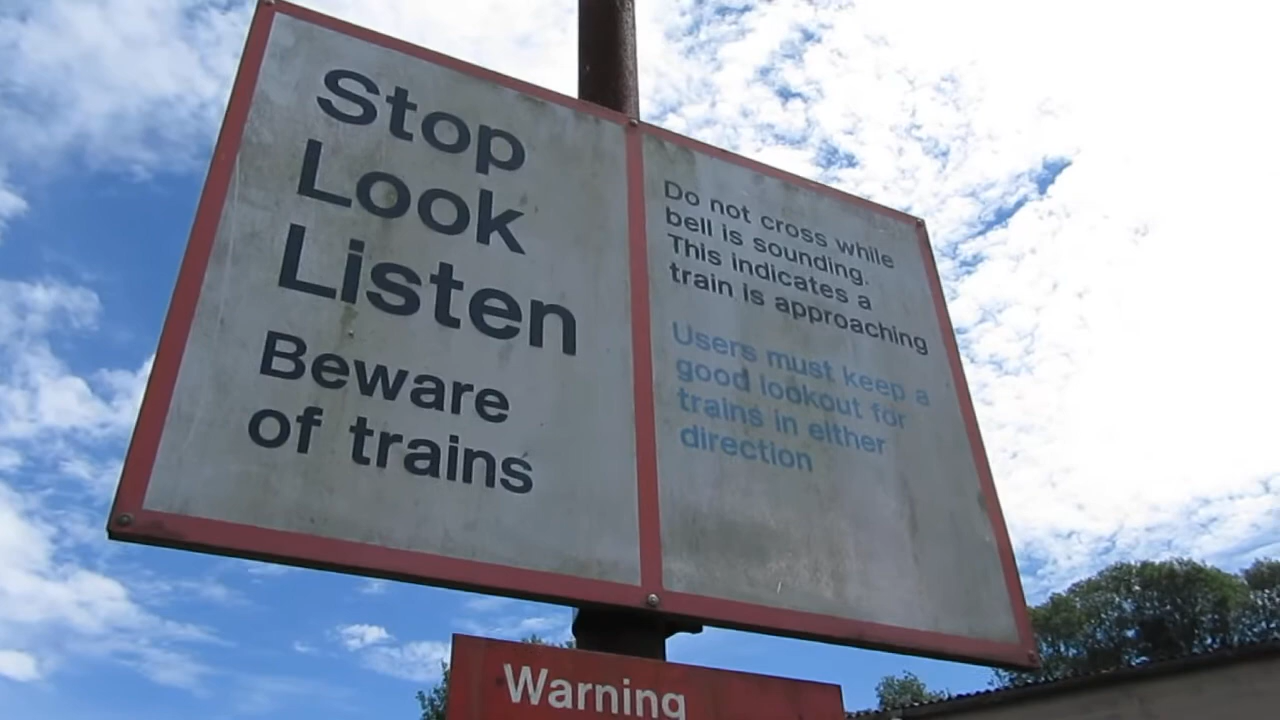 Stop
Look
Listen
Beware
of trains
Do not cross while
bell is sounding.
This indicates a
train is approaching
Users must keep a
good lookout for
trains in either
direction
Warning